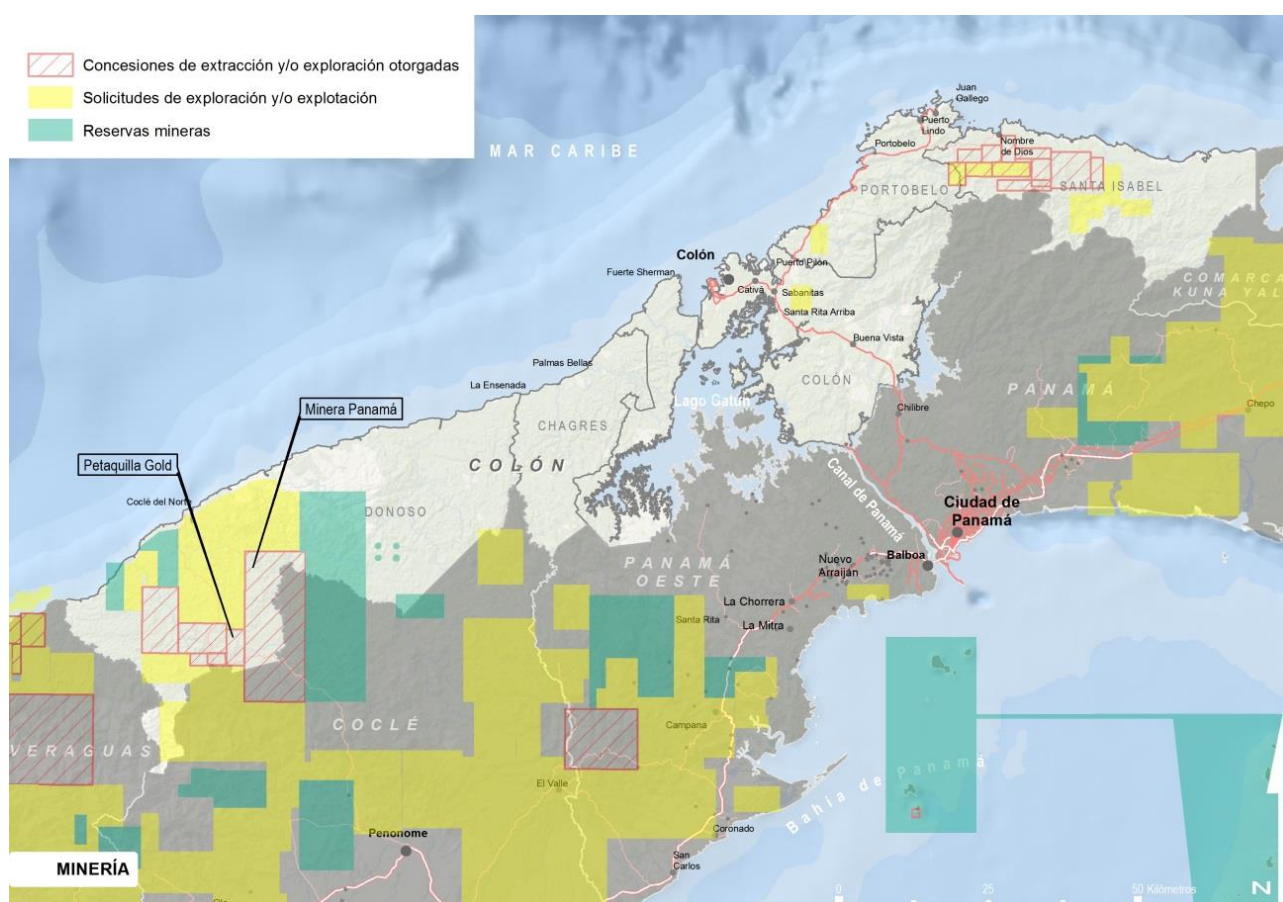 Concesiones de extracción y/o exploración otorgadas
Solicitudes de exploración y/o explotación
Reservas mineras
MAR CARIBE
Juan
Gallego
Puerto
Lindo
Portobelo
Nombre
de Dios
PORTOBELO
SANTA ISABEL
Colón
Fuerte Sherman
Puerto Pilón
Cativá
Sabanitas
Santa Rita Arriba
COMARCA
KUNA YAL
Buena Vista
Palmas Bellas
La Ensenada
COLÓN
PANAMÁ
Lago Gatún
Minera Panamá
Chilibre
Chepo
CHAGRES
Petaquilla Gold
COLÓN
Canal de Panamá
Coclé del Norte
DONOSO
Ciudad de
Panamá
PANAMÁ
OESTE
Nuevo
Arraiján
Balboa
La Chorrera
Santa Rita
La Mitra
COCLÉ
Campana
VERAGUAS
Bahía de Panamá
El Valle
Coronado
Penonome
San
Carlos
MINERÍA
0 25 50 Kilómetros
N